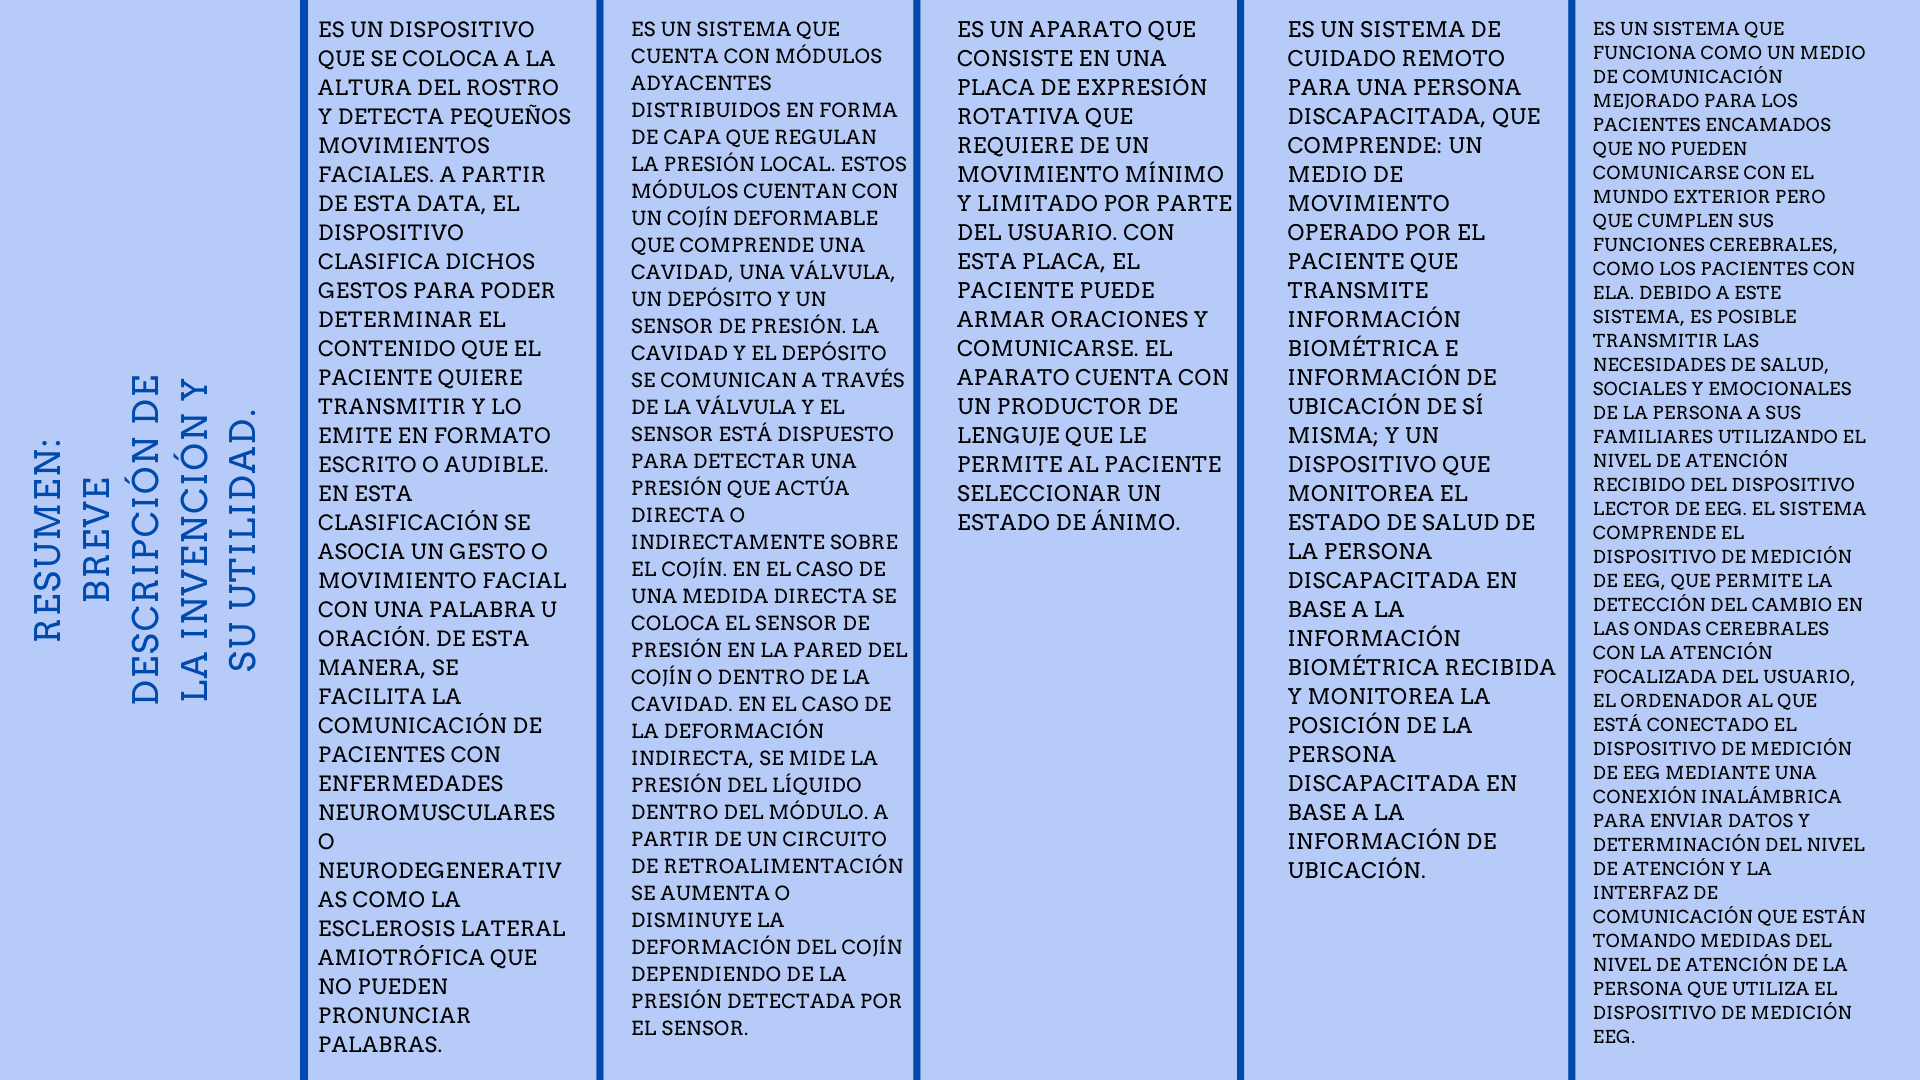 RESUMEN:
BREVE
DESCRIPCIÓN DE
LA INVENCIÓN Y
SU UTILIDAD.
ES UN DISPOSITIVO
QUE SE COLOCA A LA
ALTURA DEL ROSTRO
Y DETECTA PEQUEÑOS
MOVIMIENTOS
FACIALES. A PARTIR
DE ESTA DATA, EL
DISPOSITIVO
CLASIFICA DICHOS
GESTOS PARA PODER
DETERMINAR EL
CONTENIDO QUE EL
PACIENTE QUIERE
TRANSMITIR Y LO
EMITE EN FORMATO
ESCRITO O AUDIBLE.
EN ESTA
CLASIFICACIÓN SE
ASOCIA UN GESTO O
MOVIMIENTO FACIAL
CON UNA PALABRA U
ORACIÓN. DE ESTA
MANERA, SE
FACILITA LA
COMUNICACIÓN DE
PACIENTES CON
ENFERMEDADES
NEUROMUSCULARES
O
NEURODEGENERATIV
AS COMO LA
ESCLEROSIS LATERAL
AMIOTRÓFICA QUE
NO PUEDEN
PRONUNCIAR
PALABRAS.
ES UN SISTEMA QUE
CUENTA CON MÓDULOS
ADYACENTES
DISTRIBUIDOS EN FORMA
DE CAPA QUE REGULAN
LA PRESIÓN LOCAL. ESTOS
MÓDULOS CUENTAN CON
UN COJÍN DEFORMABLE
QUE COMPRENDE UNA
CAVIDAD, UNA VÁLVULA,
UN DEPÓSITO Y UN
SENSOR DE PRESIÓN. LA
CAVIDAD Y EL DEPÓSITO
SE COMUNICAN A TRAVÉS
DE LA VÁLVULA Y EL
SENSOR ESTÁ DISPUESTO
PARA DETECTAR UNA
PRESIÓN QUE ACTÚA
DIRECTA O
INDIRECTAMENTE SOBRE
EL COJÍN. EN EL CASO DE
UNA MEDIDA DIRECTA SE
COLOCA EL SENSOR DE
PRESIÓN EN LA PARED DEL
COJÍN O DENTRO DE LA
CAVIDAD. EN EL CASO DE
LA DEFORMACIÓN
INDIRECTA, SE MIDE LA
PRESIÓN DEL LÍQUIDO
DENTRO DEL MÓDULO. A
PARTIR DE UN CIRCUITO
DE RETROALIMENTACIÓN
SE AUMENTA O
DISMINUYE LA
DEFORMACIÓN DEL COJÍN
DEPENDIENDO DE LA
PRESIÓN DETECTADA POR
EL SENSOR.
ES UN APARATO QUE
CONSISTE EN UNA
PLACA DE EXPRESIÓN
ROTATIVA QUE
REQUIERE DE UN
MOVIMIENTO MÍNIMO
Y LIMITADO POR PARTE
DEL USUARIO. CON
ESTA PLACA, EL
PACIENTE PUEDE
ARMAR ORACIONES Y
COMUNICARSE. EL
APARATO CUENTA CON
UN PRODUCTOR DE
LENGUJE QUE LE
PERMITE AL PACIENTE
SELECCIONAR UN
ESTADO DE ÁNIMO.
ES UN SISTEMA DE
CUIDADO REMOTO
PARA UNA PERSONA
DISCAPACITADA, QUE
COMPRENDE: UN
MEDIO DE
MOVIMIENTO
OPERADO POR EL
PACIENTE QUE
TRANSMITE
INFORMACIÓN
BIOMÉTRICA E
INFORMACIÓN DE
UBICACIÓN DE SÍ
MISMA; Y UN
DISPOSITIVO QUE
MONITOREA EL
ESTADO DE SALUD DE
LA PERSONA
DISCAPACITADA EN
BASE A LA
INFORMACIÓN
BIOMÉTRICA RECIBIDA
Y MONITOREA LA
POSICIÓN DE LA
PERSONA
DISCAPACITADA EN
BASE A LA
INFORMACIÓN DE
UBICACIÓN.
ES UN SISTEMA QUE
FUNCIONA COMO UN MEDIO
DE COMUNICACIÓN
MEJORADO PARA LOS
PACIENTES ENCAMADOS
QUE NO PUEDEN
COMUNICARSE CON EL
MUNDO EXTERIOR PERO
QUE CUMPLEN SUS
FUNCIONES CEREBRALES,
COMO LOS PACIENTES CON
ELA. DEBIDO A ESTE
SISTEMA, ES POSIBLE
TRANSMITIR LAS
NECESIDADES DE SALUD,
SOCIALES Y EMOCIONALES
DE LA PERSONA A SUS
FAMILIARES UTILIZANDO EL
NIVEL DE ATENCIÓN
RECIBIDO DEL DISPOSITIVO
LECTOR DE EEG. EL SISTEMA
COMPRENDE EL
DISPOSITIVO DE MEDICIÓN
DE EEG, QUE PERMITE LA
DETECCIÓN DEL CAMBIO EN
LAS ONDAS CEREBRALES
CON LA ATENCIÓN
FOCALIZADA DEL USUARIO,
EL ORDENADOR AL QUE
ESTÁ CONECTADO EL
DISPOSITIVO DE MEDICIÓN
DE EEG MEDIANTE UNA
CONEXIÓN INALÁMBRICA
PARA ENVIAR DATOS Y
DETERMINACIÓN DEL NIVEL
DE ATENCIÓN Y LA
INTERFAZ DE
COMUNICACIÓN QUE ESTÁN
TOMANDO MEDIDAS DEL
NIVEL DE ATENCIÓN DE LA
PERSONA QUE UTILIZA EL
DISPOSITIVO DE MEDICIÓN
EEG.